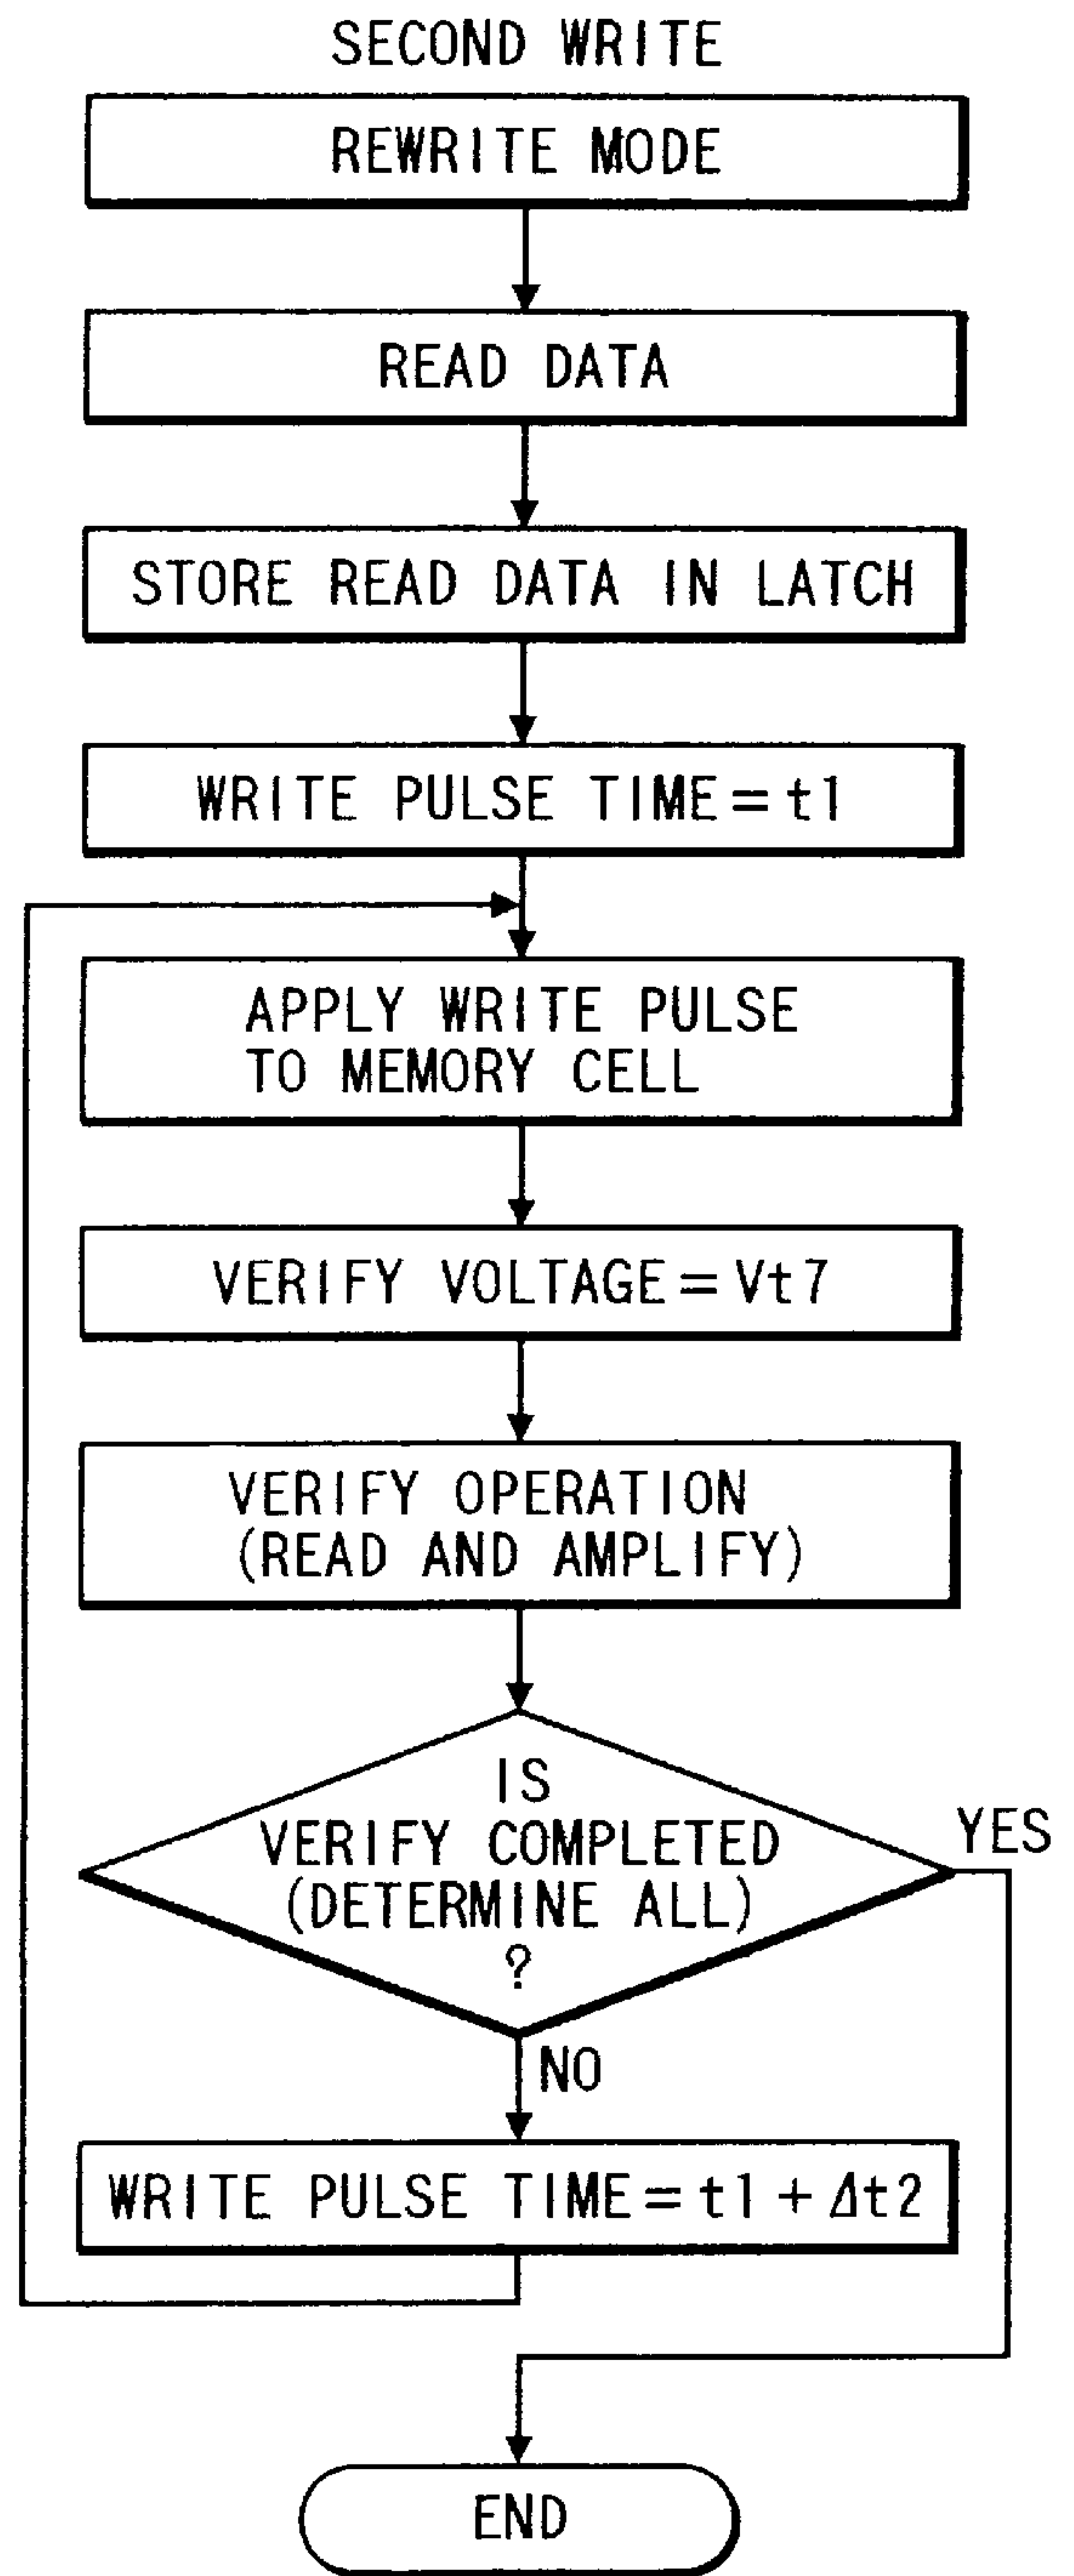 SECOND WRITE
REWRITE MODE
READ DATA
STORE READ DATA IN LATCH
WRITE PULSE TIME=t1
APPLY WRITE PULSE
TO MEMORY CELL
VERIFY VOLTAGE=Vt7
VERIFY OPERATION
(READ AND AMPLIFY)
IS
VERIFY COMPLETED
(DETERMINE ALL)
?
YES
NO
WRITE PULSE TIME=t1+Δt2
END